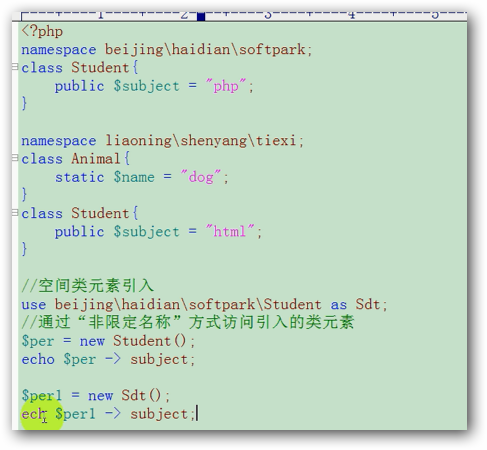 ----+----1----+----2----+----3----+----4----+----5----
<?php
namespace beijing\haidian\softpark;
class Student{
    public $subject = "php";
}

namespace liaoning\shenyang\tiexi;
class Animal{
    static $name = "dog";
}
class Student{
    public $subject = "html";
}

//空间类元素引入
use beijing\haidian\softpark\Student as Sdt;
//通过“非限定名称”方式访问引入的类元素
$per = new Student();
echo $per -> subject;

$per1 = new Sdt();
ech $per1 -> subject;